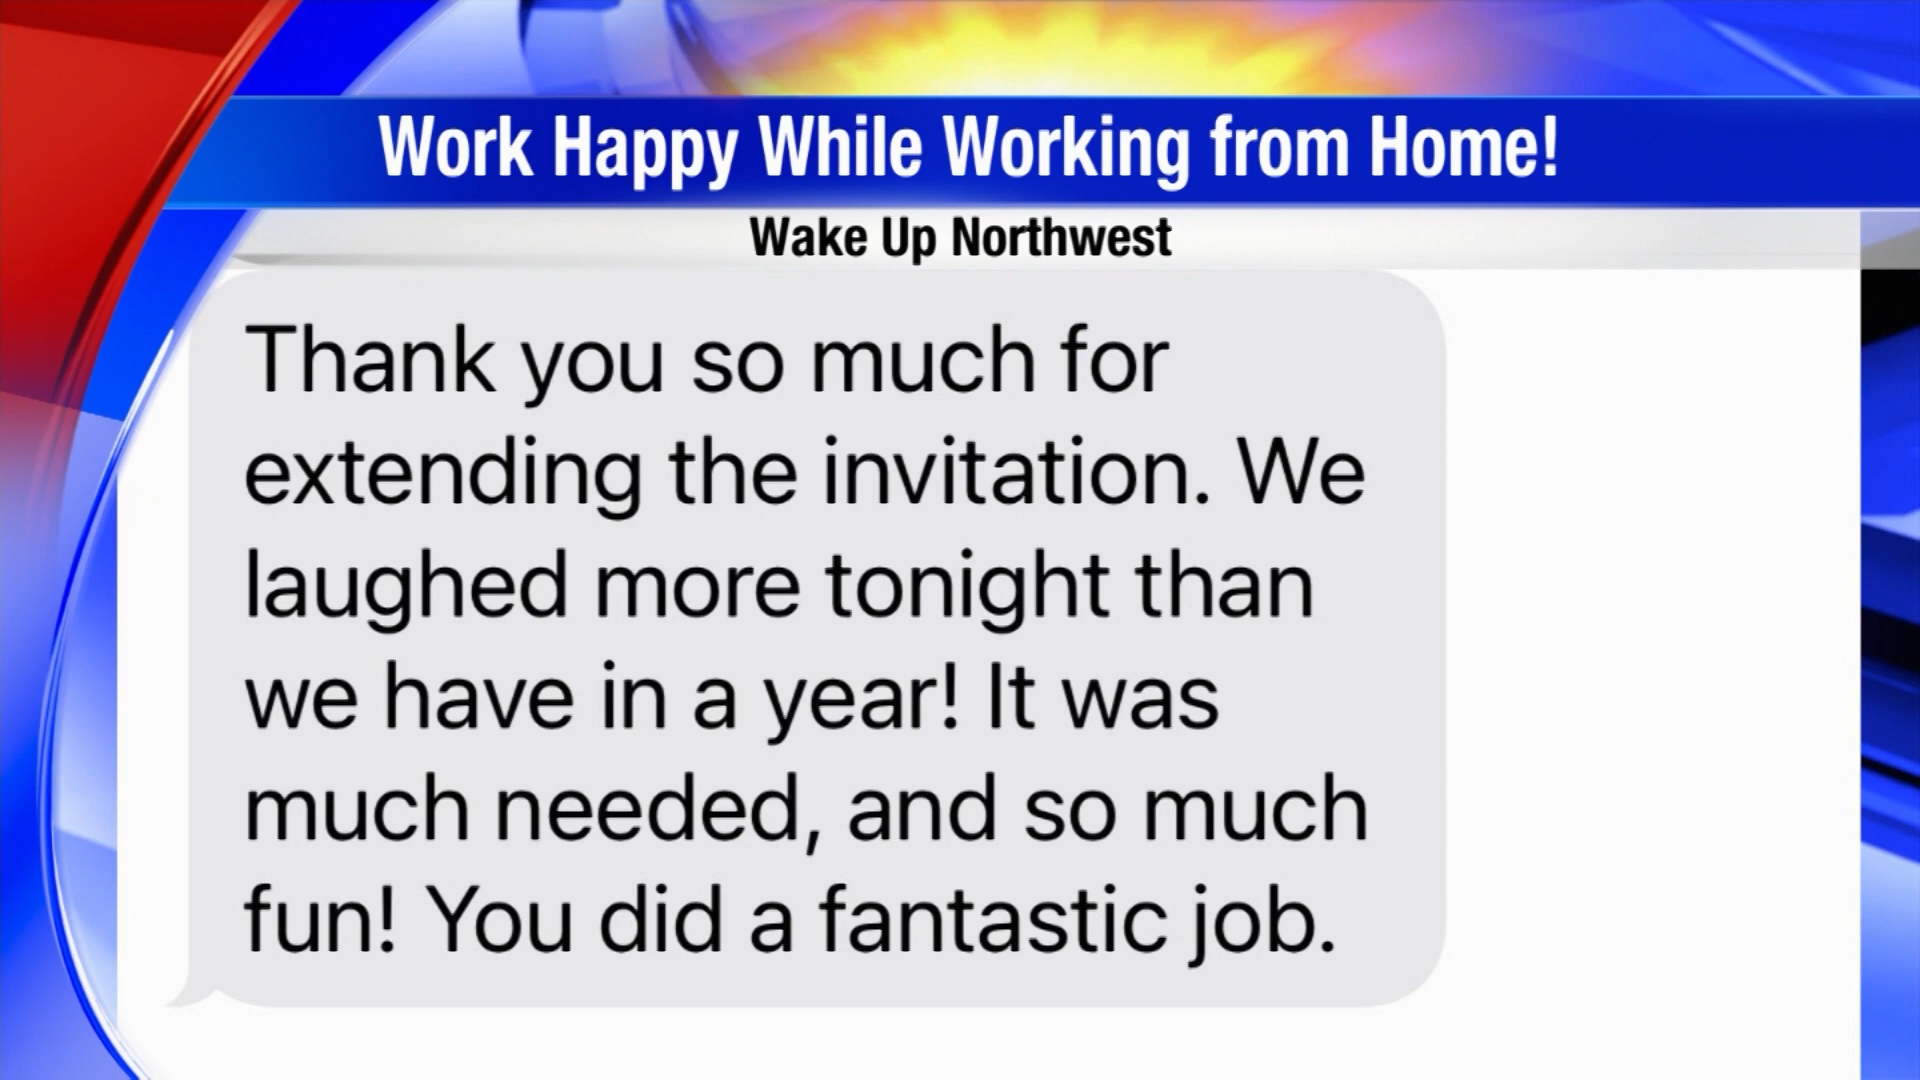 Work Happy While Working from Home!
Wake Up Northwest
Thank you so much for
extending the invitation. We
laughed more tonight than
we have in a year! It was
much needed, and so much
fun! You did a fantastic job.